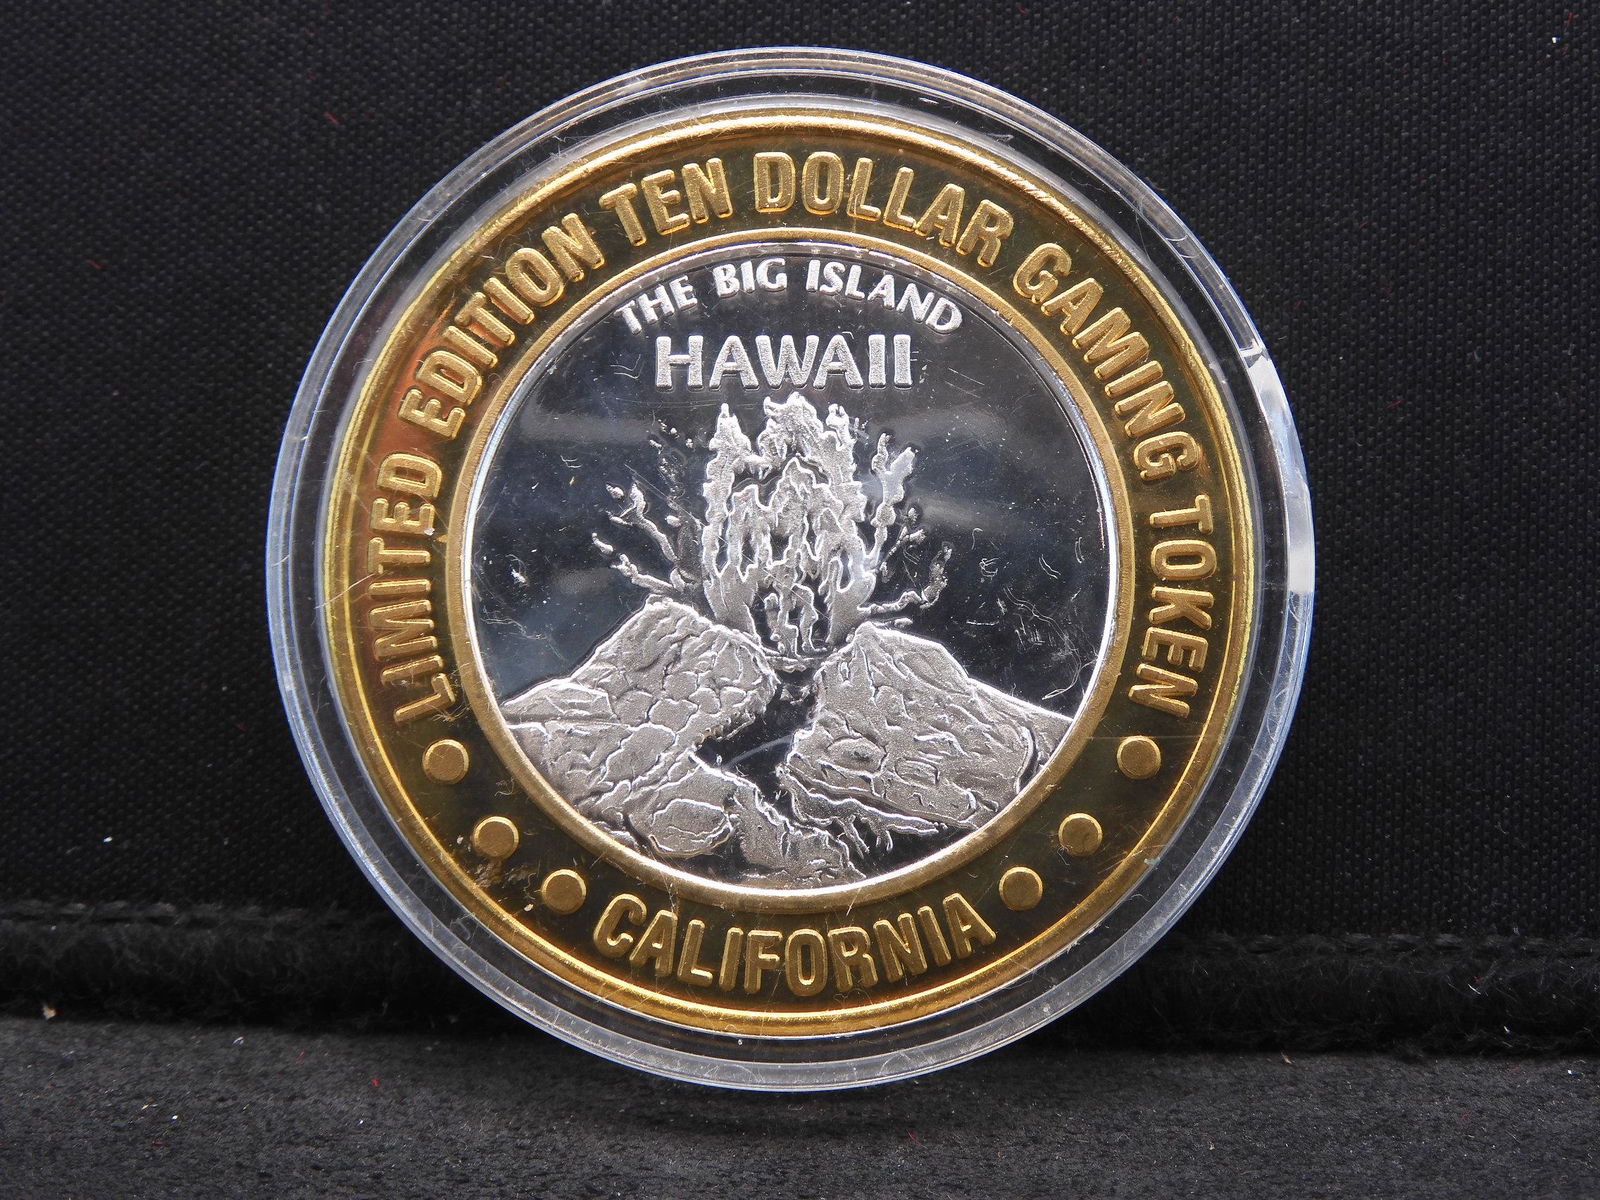 LIMITED EDITION TEN DOLLAR GAMING TOKEN
THE BIG ISLAND
HAWAII
CALIFORNIA